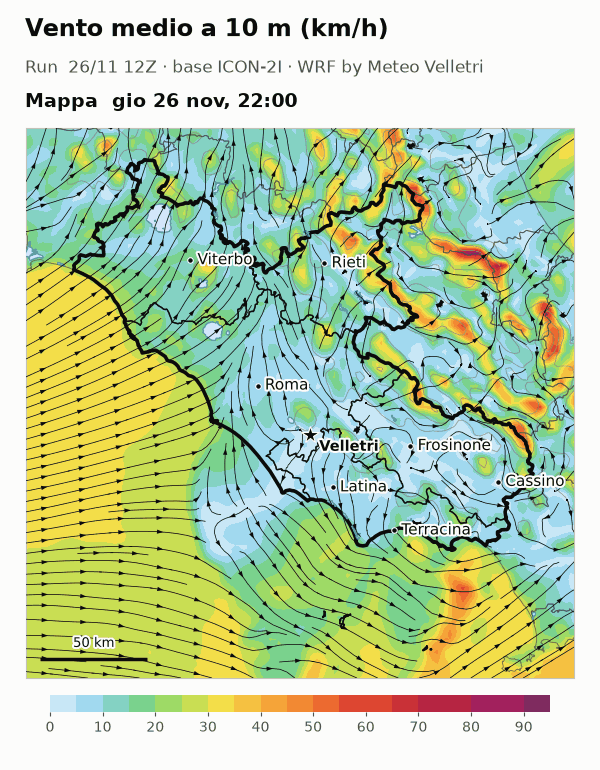 Vento medio a 10 m (km/h)
Run  26/11 12Z · base ICON-2I · WRF by Meteo Velletri
Mappa  gio 26 nov, 22:00
Viterbo
Rieti
Roma
Velletri
Frosinone
Latina
Cassino
Terracina
50 km
0 10 20 30 40 50 60 70 80 90